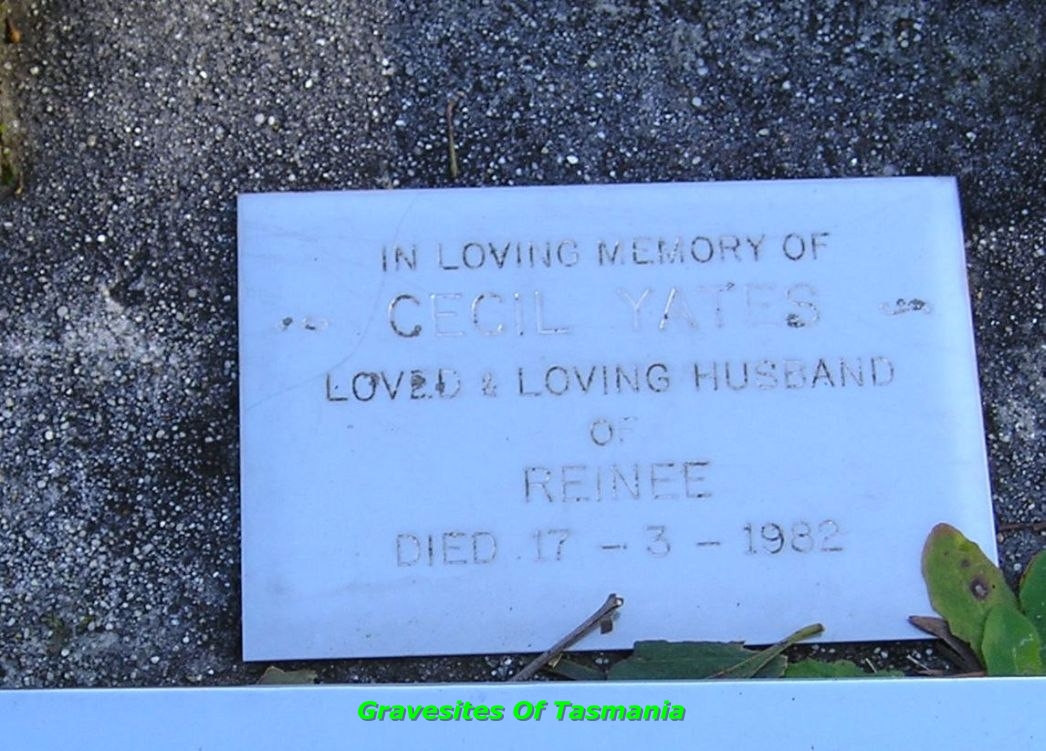 IN LOVING MEMORY OF
CECIL YATES
LOVED & LOVING HUSBAND
OF
REINEE
DIED 17 - 3 - 1982
Gravesites Of Tasmania